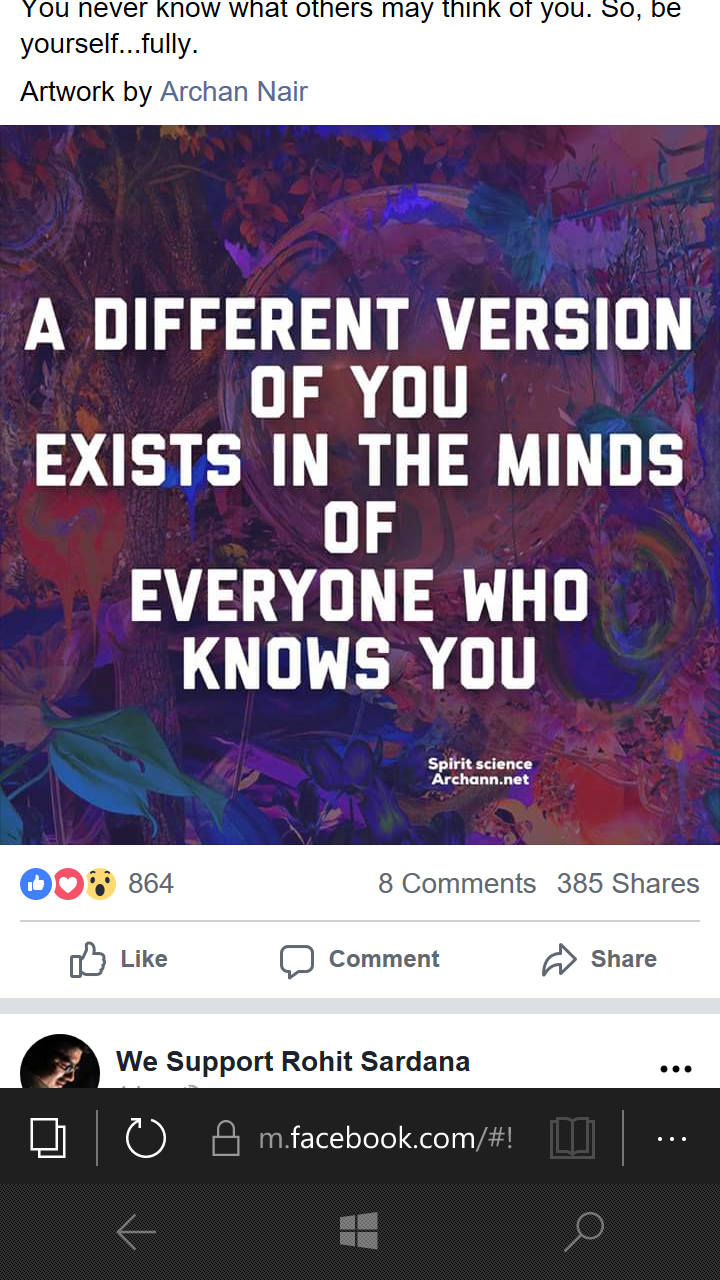 You never know what others may think of you. So, be
yourself...fully.
Artwork by Archan Nair
A DIFFERENT VERSION
OF YOU
EXISTS IN THE MINDS
OF
EVERYONE WHO
KNOWS YOU
Spirit science
Archann.net
864 8 Comments 385 Shares
Like Comment Share
We Support Rohit Sardana
m.facebook.com/#!